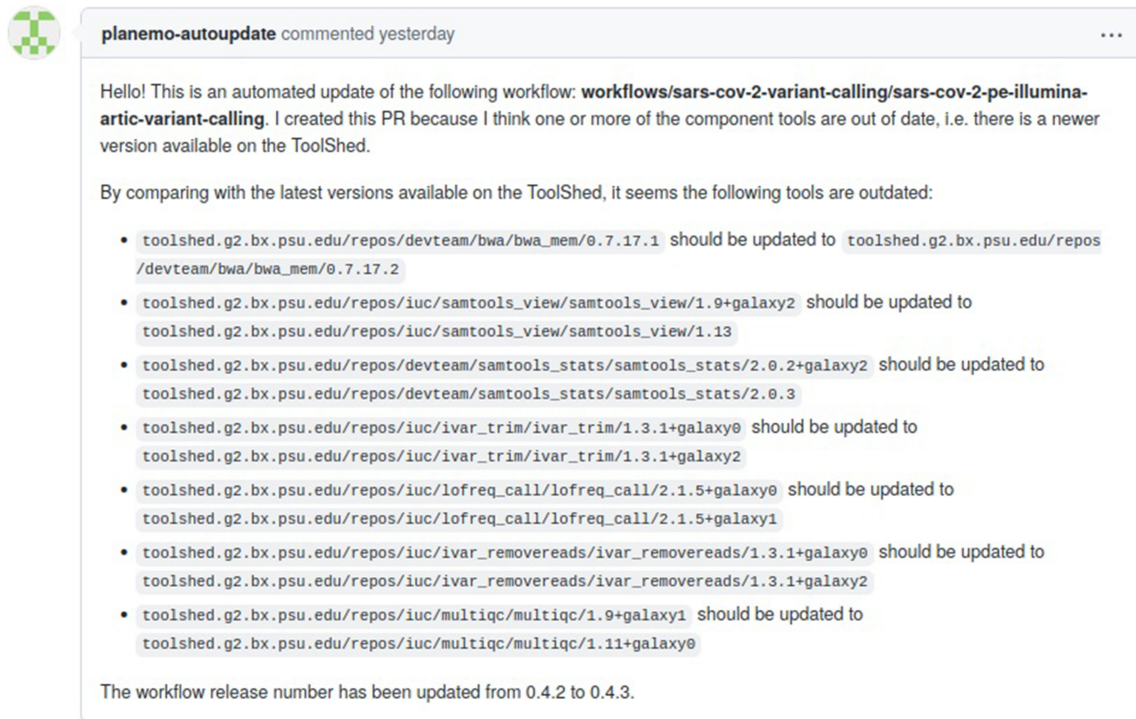 planemo-autoupdate commented yesterday
Hello! This is an automated update of the following workflow: workflows/sars-cov-2-variant-calling/sars-cov-2-pe-illumina-
artic-variant-calling. I created this PR because I think one or more of the component tools are out of date, i.e. there is a newer
version available on the ToolShed.
By comparing with the latest versions available on the ToolShed, it seems the following tools are outdated:
• toolshed.g2.bx.psu.edu/repos/devteam/bwa/bwa_mem/0.7.17.1 should be updated to toolshed.g2.bx.psu.edu/repos
/devteam/bwa/bwa_mem/0.7.17.2
• toolshed.g2.bx.psu.edu/repos/iuc/samtools_view/samtools_view/1.9+galaxy2 should be updated to
toolshed.g2.bx.psu.edu/repos/iuc/samtools_view/samtools_view/1.13
• toolshed.g2.bx.psu.edu/repos/devteam/samtools_stats/samtools_stats/2.0.2+galaxy2 should be updated to
toolshed.g2.bx.psu.edu/repos/devteam/samtools_stats/samtools_stats/2.0.3
• toolshed.g2.bx.psu.edu/repos/iuc/ivar_trim/ivar_trim/1.3.1+galaxy0 should be updated to
toolshed.g2.bx.psu.edu/repos/iuc/ivar_trim/ivar_trim/1.3.1+galaxy2
• toolshed.g2.bx.psu.edu/repos/iuc/lofreq_call/lofreq_call/2.1.5+galaxy0 should be updated to
toolshed.g2.bx.psu.edu/repos/iuc/lofreq_call/lofreq_call/2.1.5+galaxy1
• toolshed.g2.bx.psu.edu/repos/iuc/ivar_removereads/ivar_removereads/1.3.1+galaxy0 should be updated to
toolshed.g2.bx.psu.edu/repos/iuc/ivar_removereads/ivar_removereads/1.3.1+galaxy2
• toolshed.g2.bx.psu.edu/repos/iuc/multiqc/multiqc/1.9+galaxy1 should be updated to
toolshed.g2.bx.psu.edu/repos/iuc/multiqc/multiqc/1.11+galaxy0
The workflow release number has been updated from 0.4.2 to 0.4.3.